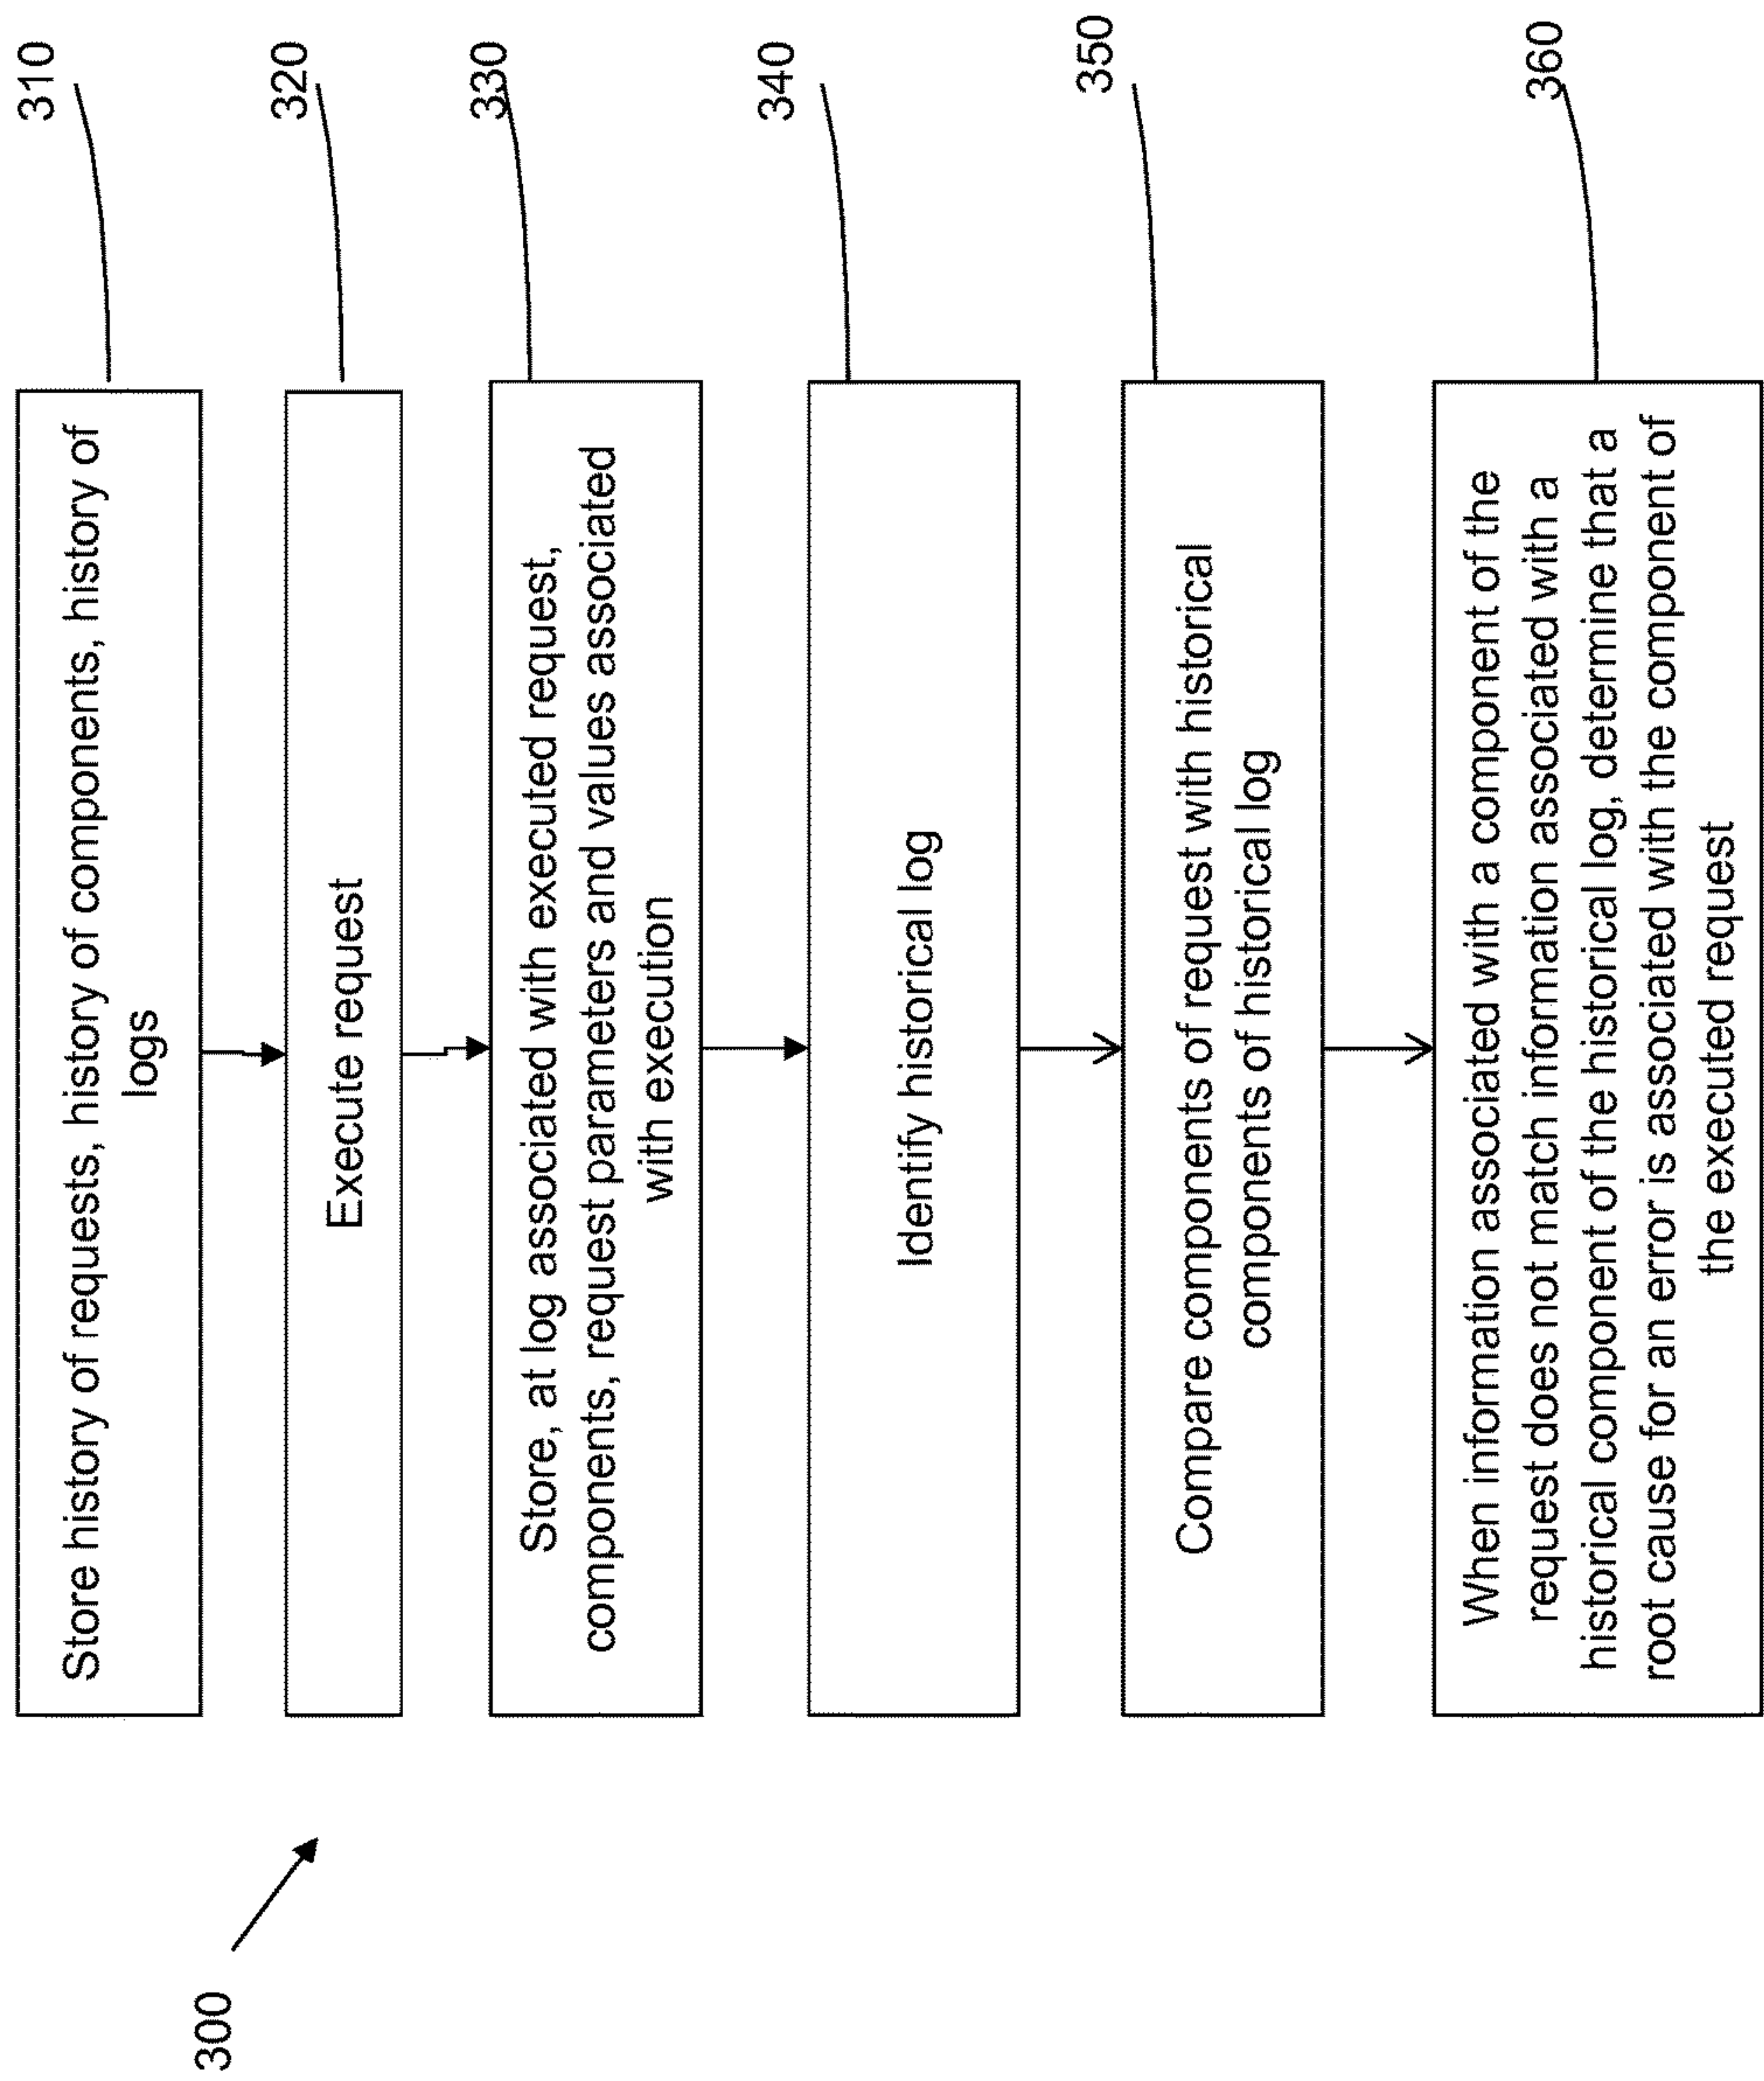 300
310
Store history of requests, history of components, history of
logs
320
Execute request
330
Store, at log associated with executed request,
components, request parameters and values associated
with execution
340
Identify historical log
350
Compare components of request with historical
components of historical log
360
When information associated with a component of the
request does not match information associated with a
historical component of the historical log, determine that a
root cause for an error is associated with the component of
the executed request